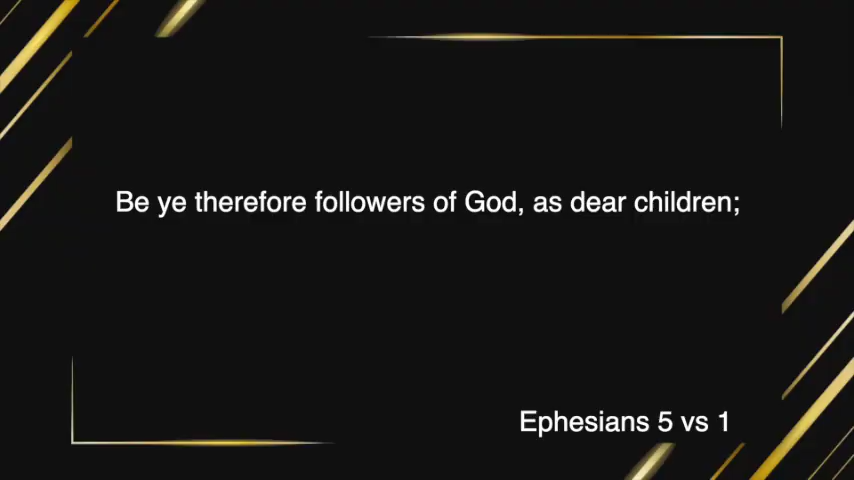 Be ye therefore followers of God, as dear children;
Ephesians 5 vs 1